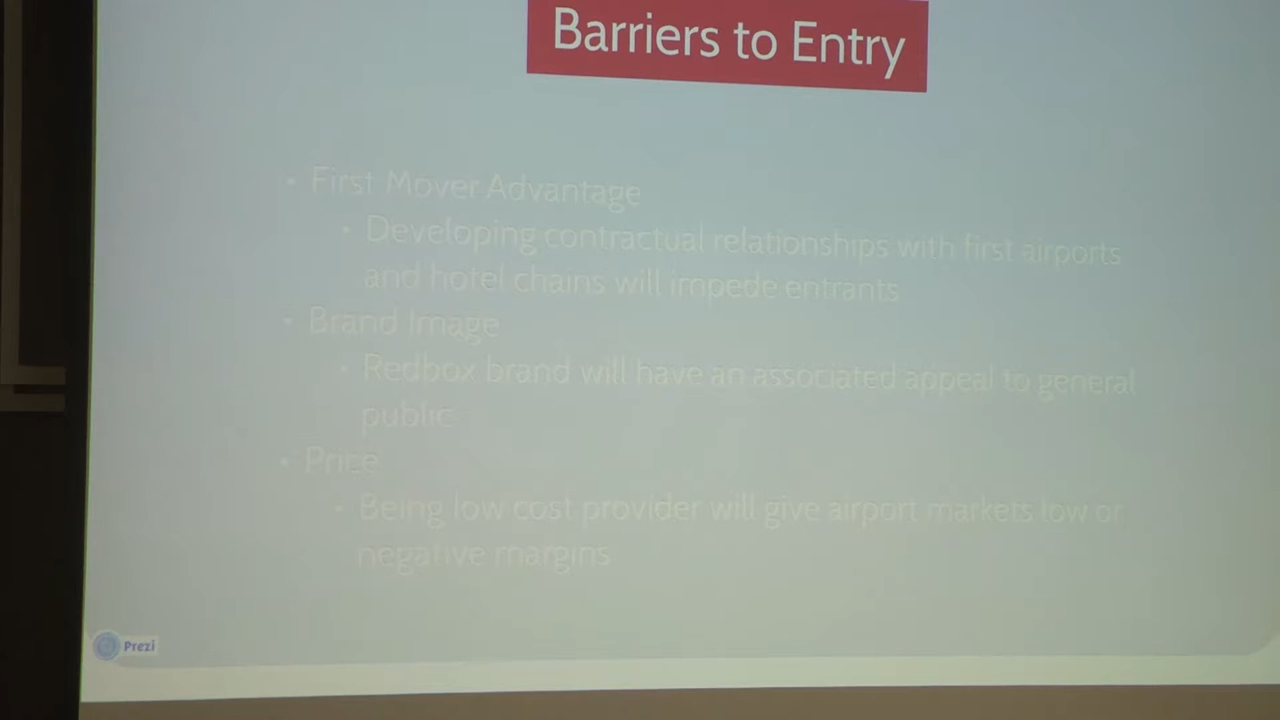 Barriers to Entry
• First Mover Advantage
• Developing contractual relationships with first airports
and hotel chains will impede entrants
• Brand Image
• Redbox brand will have an associated appeal to general
public
• Price
• Being low cost provider will give airport markets low or
negative margins
Prezi